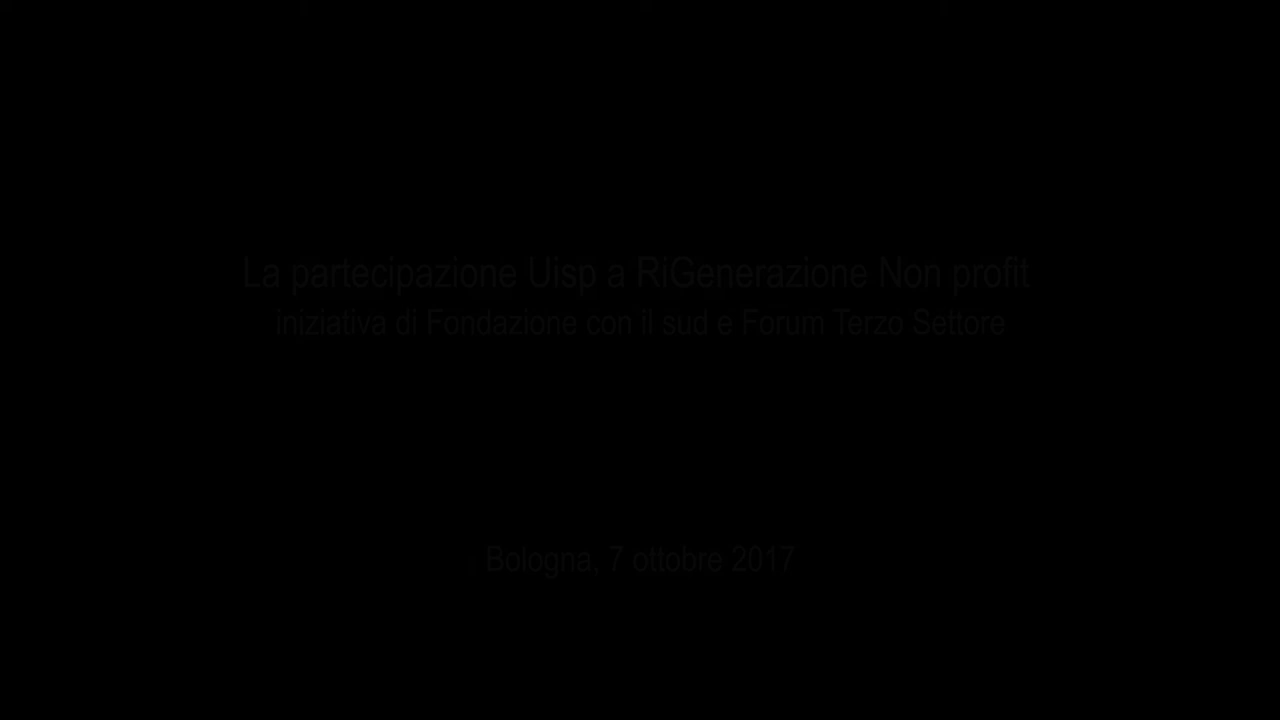 La partecipazione Uisp a RiGenerazione Non profit
iniziativa di Fondazione con il sud e Forum Terzo Settore
Bologna, 7 ottobre 2017